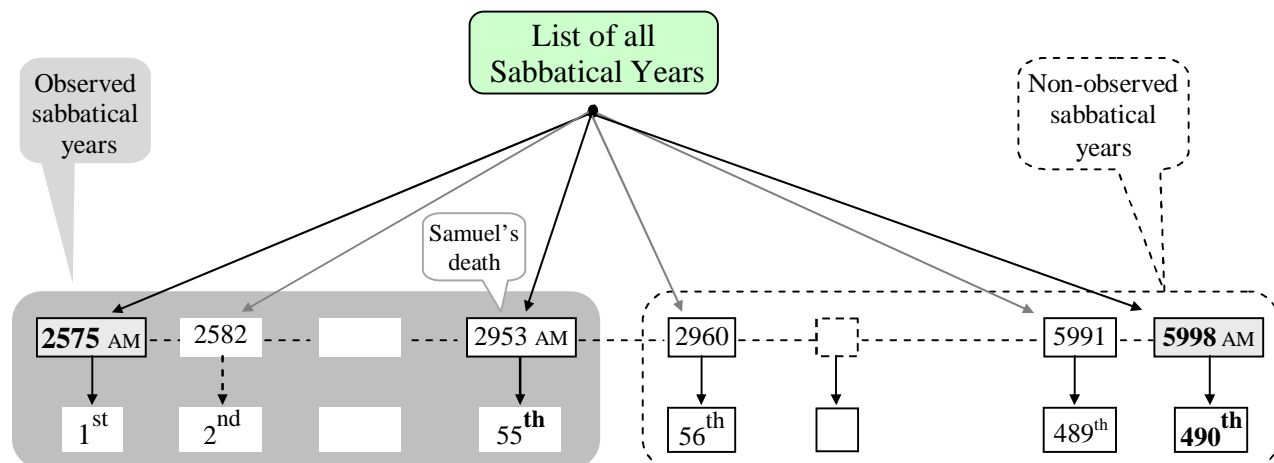 List of all
Sabbatical Years
Observed
sabbatical
years
Non-observed
sabbatical
years
Samuel's
death
2575 AM
2582
2953 AM
2960
5991
5998 AM
1st
2nd
55th
56th
489th
490th